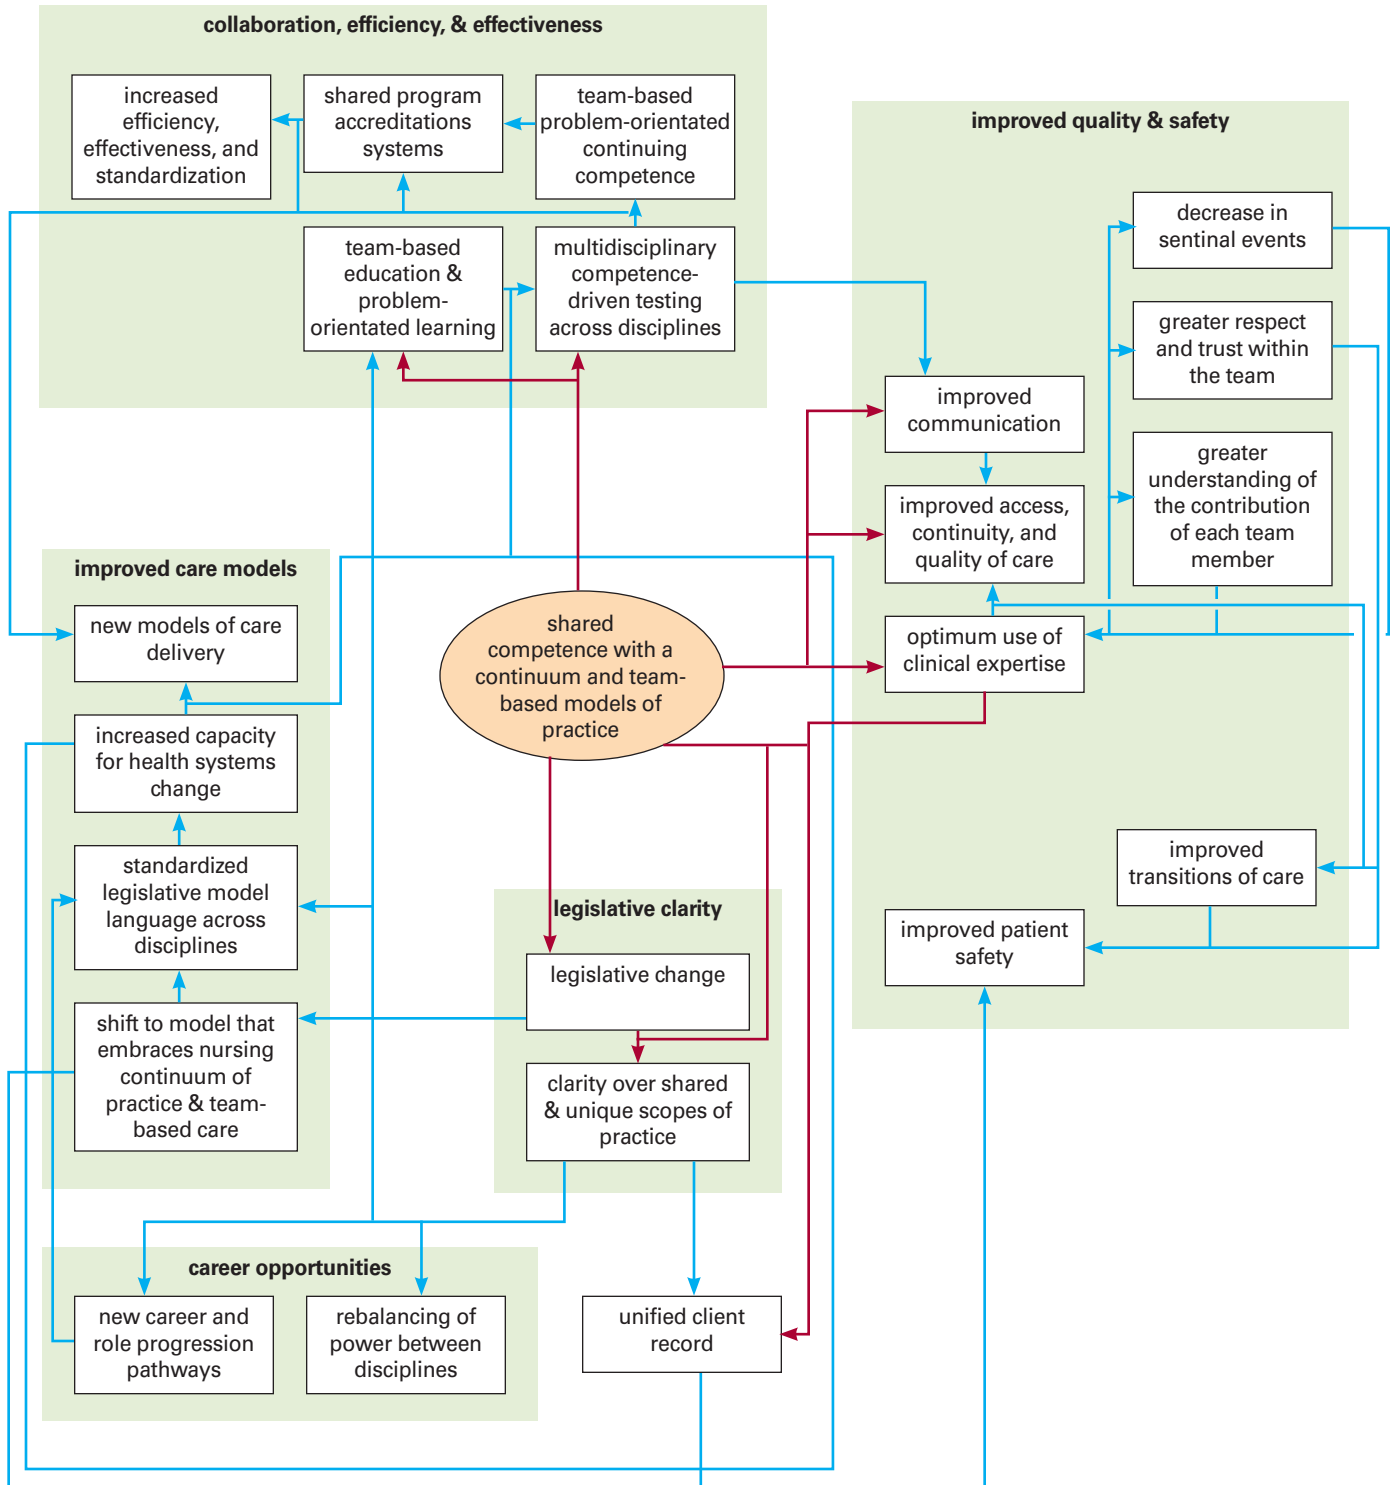 collaboration, efficiency, & effectiveness
increased
efficiency,
effectiveness, and
standardization
shared program
accreditations
systems
team-based
problem-orientated
continuing
competence
team-based
education &
problem-
orientated learning
multidisciplinary
competence-
driven testing
across disciplines
improved quality & safety
decrease in
sentinal events
greater respect
and trust within
the team
improved
communication
greater
understanding of
the contribution
of each team
member
improved access,
continuity, and
quality of care
optimum use of
clinical expertise
improved
transitions of care
improved patient
safety
shared
competence with a
continuum and team-
based models of
practice
improved care models
new models of care
delivery
increased capacity
for health systems
change
standardized
legislative model
language across
disciplines
shift to model that
embraces nursing
continuum of
practice & team-
based care
legislative clarity
legislative change
clarity over shared
& unique scopes of
practice
career opportunities
new career and
role progression
pathways
rebalancing of
power between
disciplines
unified client
record